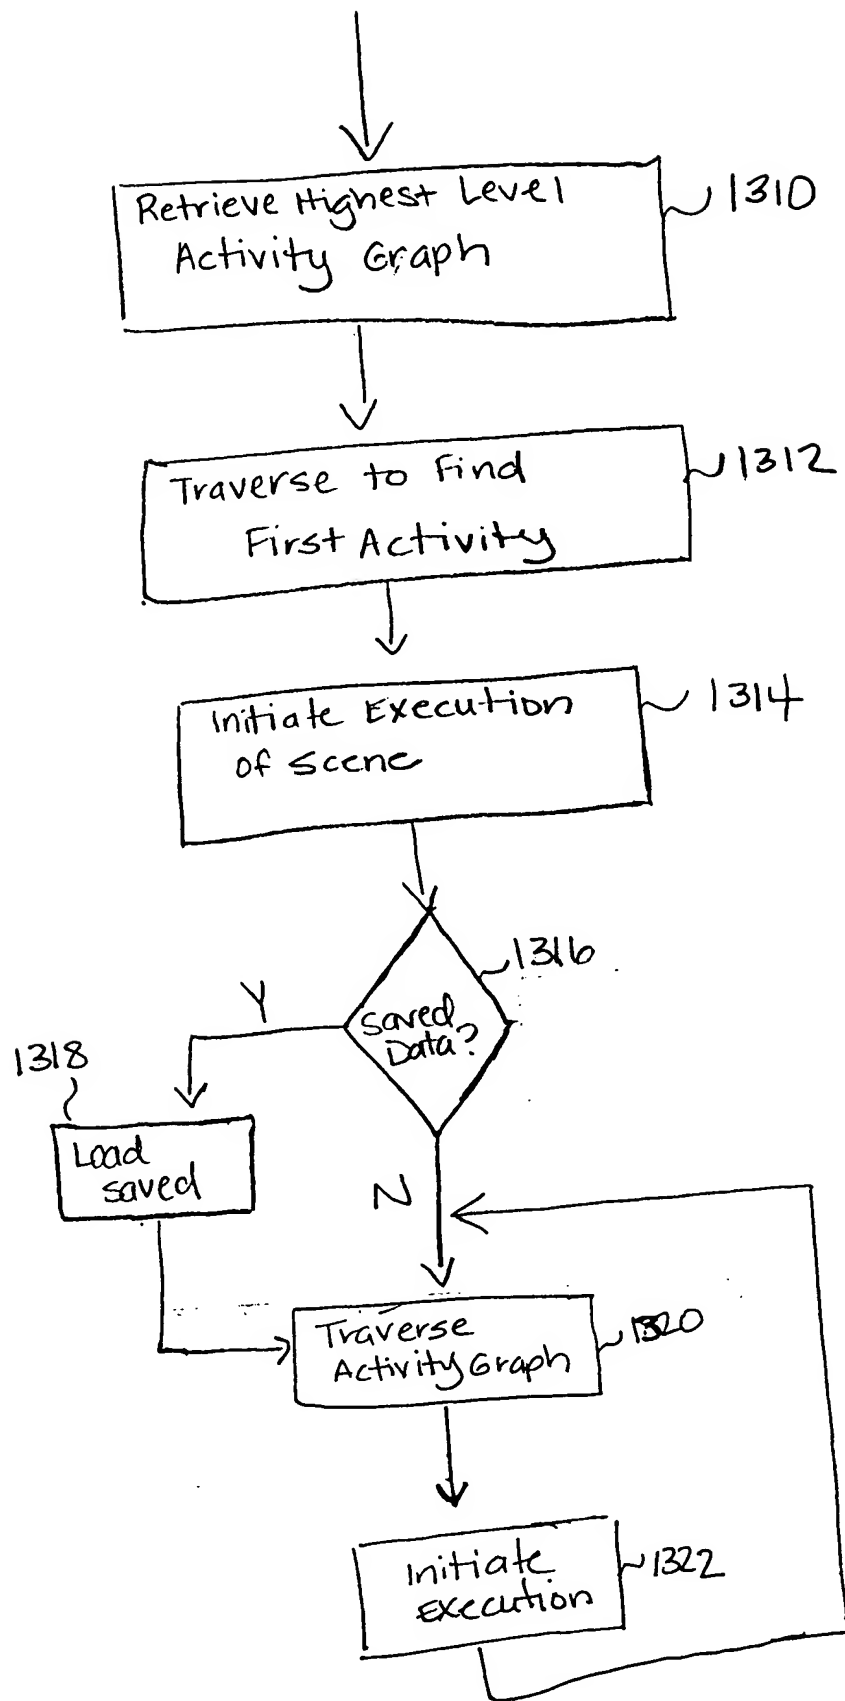 Retrieve Highest Level
Activity Graph
1310
Traverse to Find
First Activity
1312
Initiate Execution
of Scene
1314
1316
Saved
Data?
Y
1318
Load
saved
N
Traverse
Activity Graph
1320
Initiate
Execution
1322